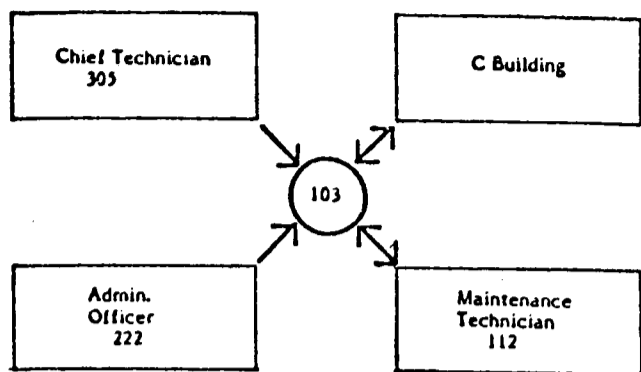 Chief Technician
305
C Building
103
Admin.
Officer
222
Maintenance
Technician
112